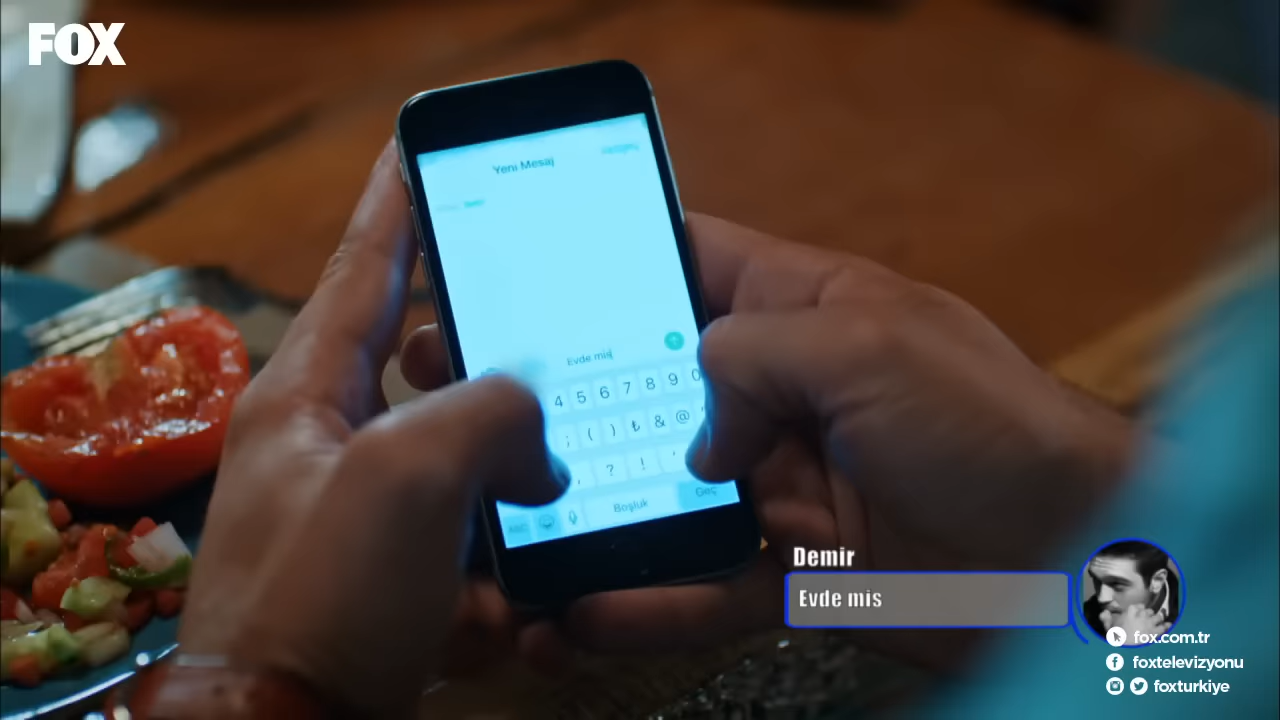 FOX
Yeni Mesaj
Evde mis
4 5 6 7 8 9 0
; ( ) ₺ & @
, ? ! '
ABC
Boşluk
Geç
Demir
Evde mis
fox.com.tr
foxtelevizyonu
foxturkiye